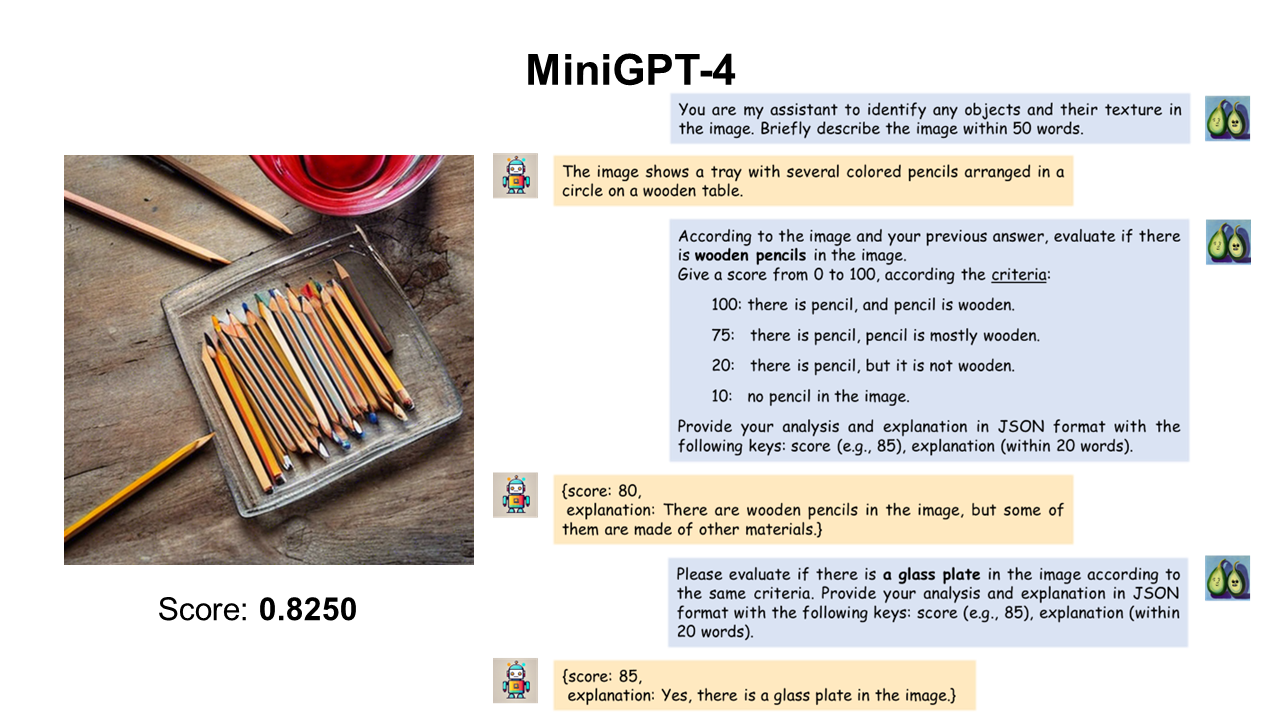 MiniGPT-4
You are my assistant to identify any objects and their texture in
the image. Briefly describe the image within 50 words.
The image shows a tray with several colored pencils arranged in a
circle on a wooden table.
According to the image and your previous answer, evaluate if there
is wooden pencils in the image.
Give a score from 0 to 100, according the criteria:
100: there is pencil, and pencil is wooden.
75: there is pencil, pencil is mostly wooden.
20: there is pencil, but it is not wooden.
10: no pencil in the image.
Provide your analysis and explanation in JSON format with the
following keys: score (e.g., 85), explanation (within 20 words).
{score: 80,
explanation: There are wooden pencils in the image, but some of
them are made of other materials.}
Please evaluate if there is a glass plate in the image according to
the same criteria. Provide your analysis and explanation in JSON
format with the following keys: score (e.g., 85), explanation (within
20 words).
{score: 85,
explanation: Yes, there is a glass plate in the image.}
Score: 0.8250